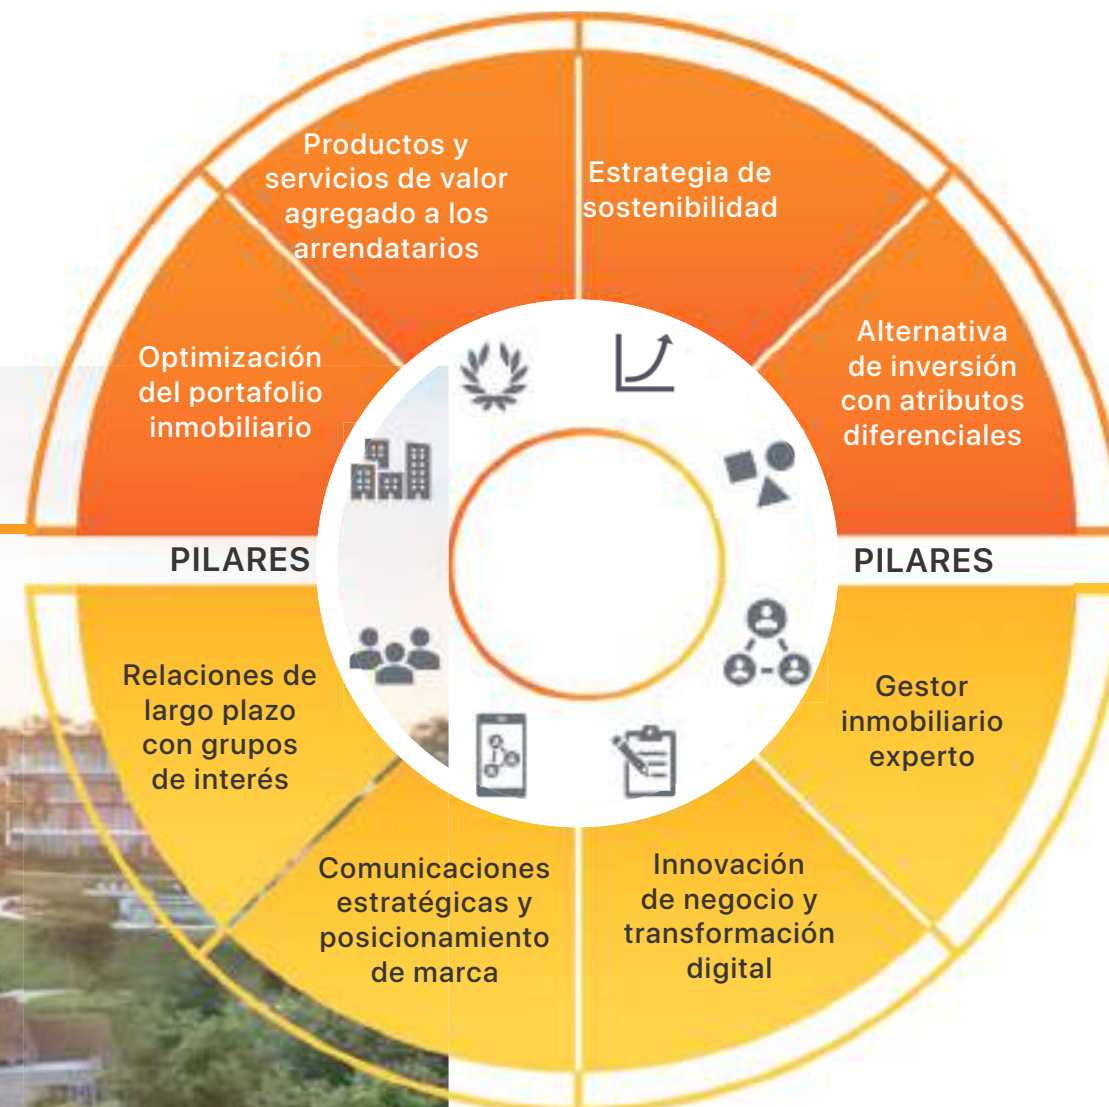 Productos y
servicios de valor
agregado a los
arrendatarios
Estrategia de
sostenibilidad
Optimización
del portafolio
inmobiliario
Alternativa
de inversión
con atributos
diferenciales
PILARES
PILARES
Relaciones de
largo plazo
con grupos
de interés
Gestor
inmobiliario
experto
Comunicaciones
estratégicas y
posicionamiento
de marca
Innovación
de negocio y
transformación
digital